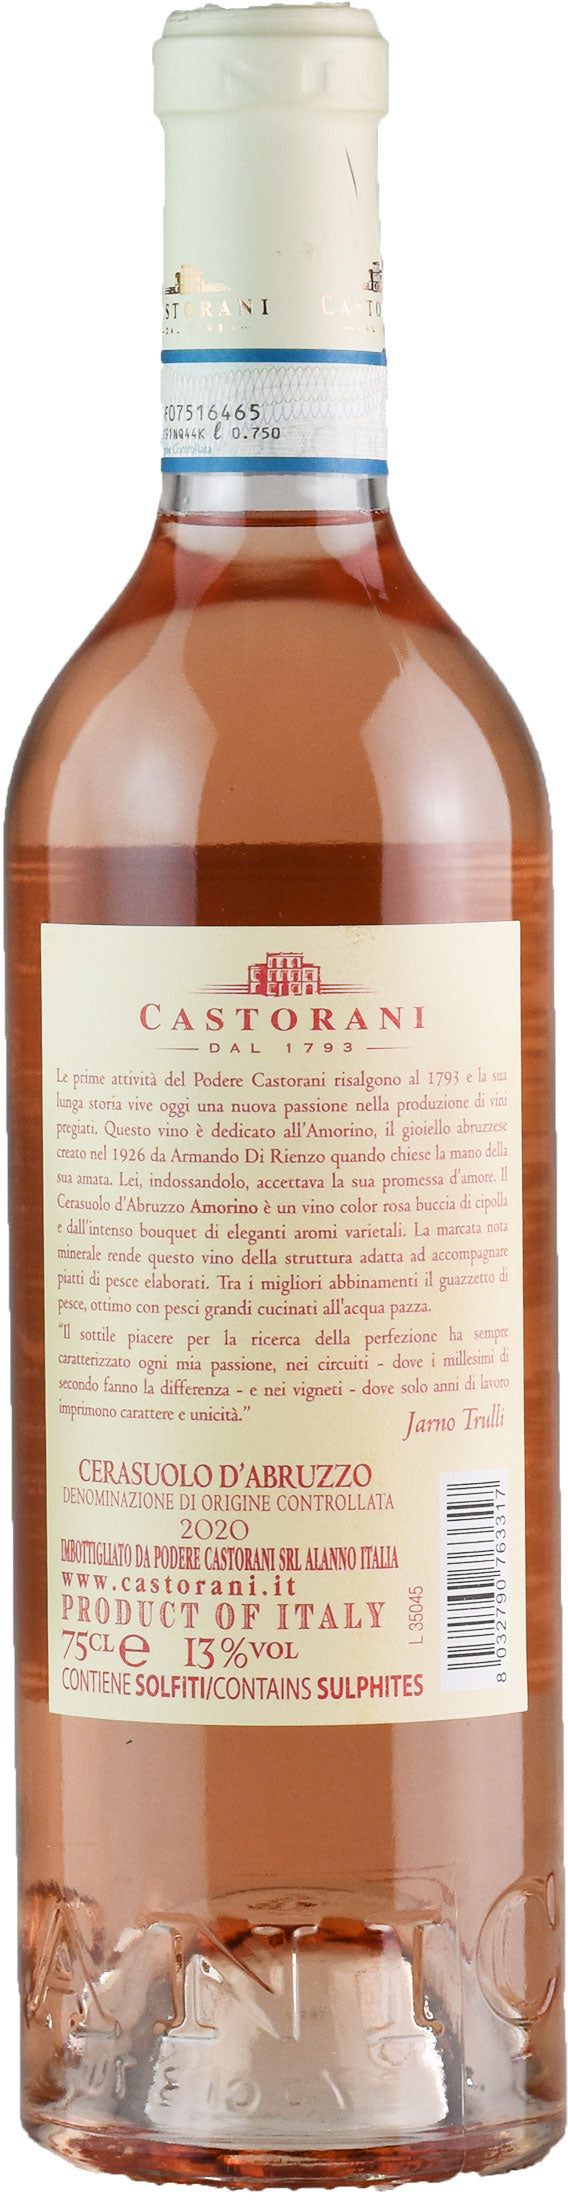 CASTORANI
DAL 1793
F07516465
0.750
CASTORANI
DAL 1793
Le prime attività del Podere Castorani risalgono al 1793 e la sua
lunga storia vive oggi una nuova passione nella produzione di vini
pregiati. Questo vino è dedicato all'Amorino, il gioiello abruzzese
creato nel 1926 da Armando Di Rienzo quando chiese la mano della
sua amata. Lei, indossandolo, accettava la sua promessa d'amore. Il
Cerasuolo d'Abruzzo Amorino è un vino color rosa buccia di cipolla
e dall'intenso bouquet di eleganti aromi varietali. La marcata nota
minerale rende questo vino della struttura adatta ad accompagnare
piatti di pesce elaborati. Tra i migliori abbinamenti il guazzetto di
pesce, ottimo con pesci grandi cucinati all'acqua pazza.
"Il sottile piacere per la ricerca della perfezione ha sempre
caratterizzato ogni mia passione, nei circuiti - dove i millesimi di
secondo fanno la differenza - e nei vigneti - dove solo anni di lavoro
imprimono carattere e unicità."
Jarno Trulli
CERASUOLO D'ABRUZZO
DENOMINAZIONE DI ORIGINE CONTROLLATA
2020
IMBOTTIGLIATO DA PODERE CASTORANI SRL ALANNO ITALIA
www.castorani.it
PRODUCT OF ITALY
75CL e 13%VOL
CONTIENE SOLFiTi/CONTAINS SULPHITES
L 35045
8 032790 763317
ANIC